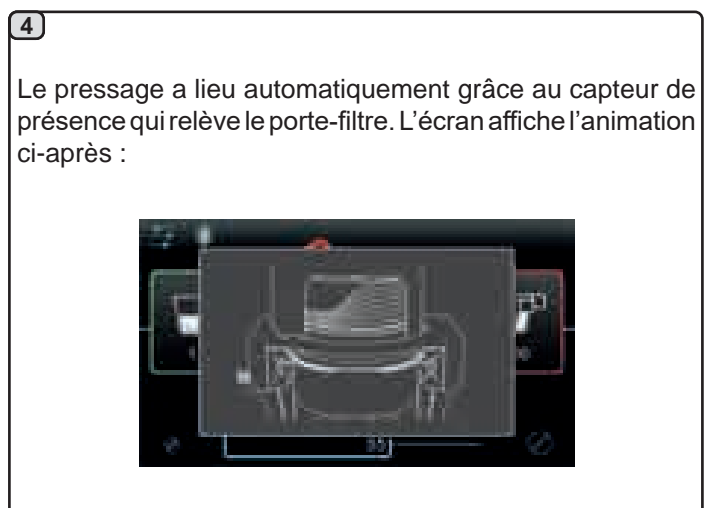 4
Le pressage a lieu automatiquement grâce au capteur de
présence qui relève le porte-filtre. L’écran affiche l’animation
ci-après :